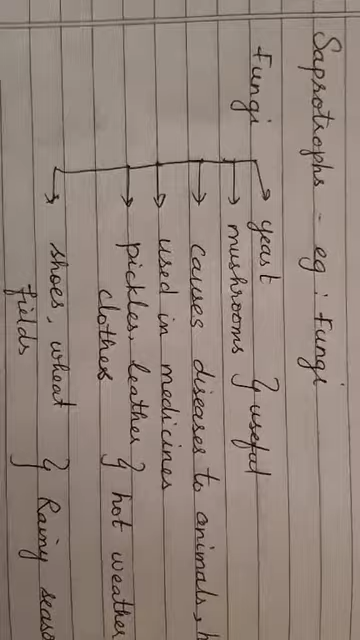 Saprotrophs - eg : Fungi
Fungi → yeast
→ mushrooms } useful
→ causes diseases to animals,
→ used in medicines
→ pickles, leather } hot weather
clothes
→ shoes, wheat } Rainy
fields